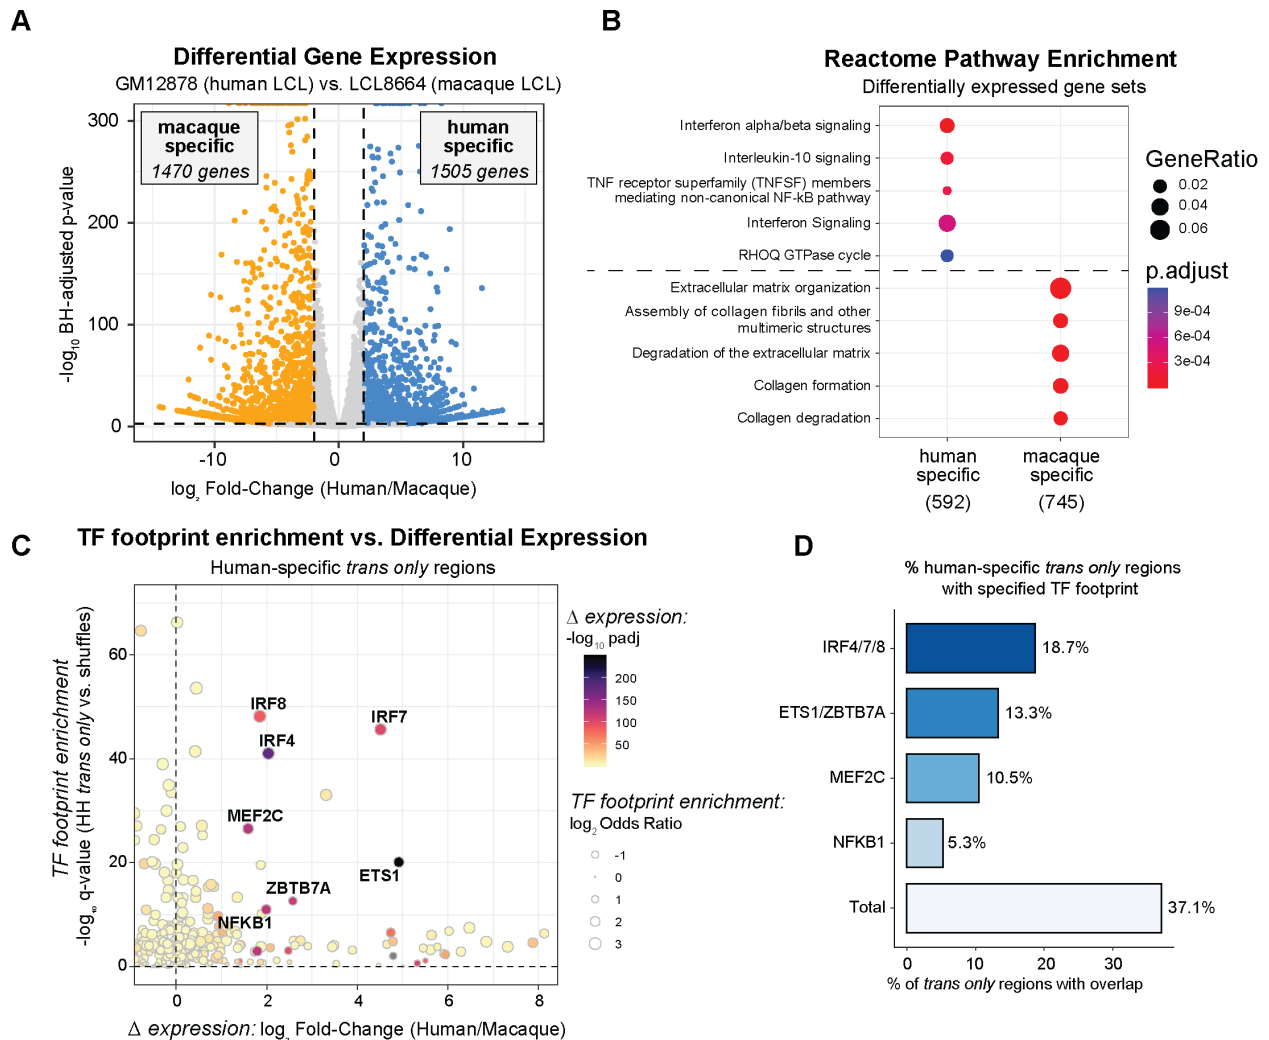 A
Differential Gene Expression
GM12878 (human LCL) vs. LCL8664 (macaque LCL)
macaque
specific
1470 genes
human
specific
1505 genes
300
200
100
0
-log10 BH-adjusted p-value
-10
0
10
log2 Fold-Change (Human/Macaque)
B
Reactome Pathway Enrichment
Differentially expressed gene sets
Interferon alpha/beta signaling
Interleukin-10 signaling
TNF receptor superfamily (TNFSF) members
mediating non-canonical NF-kB pathway
Interferon Signaling
RHOQ GTPase cycle
Extracellular matrix organization
Assembly of collagen fibrils and other
multimeric structures
Degradation of the extracellular matrix
Collagen formation
Collagen degradation
human
specific
(592)
macaque
specific
(745)
GeneRatio
0.02
0.04
0.06
p.adjust
9e-04
6e-04
3e-04
C
TF footprint enrichment vs. Differential Expression
Human-specific trans only regions
TF footprint enrichment
-log10 q-value (HH trans only vs. shuffles)
60
40
20
0
IRF8
IRF7
IRF4
MEF2C
ETS1
ZBTB7A
NFKB1
0
2
4
6
8
Δ expression: log2 Fold-Change (Human/Macaque)
Δ expression:
-log10 padj
200
150
100
50
TF footprint enrichment:
log2 Odds Ratio
-1
0
1
2
3
D
% human-specific trans only regions
with specified TF footprint
IRF4/7/8
18.7%
ETS1/ZBTB7A
13.3%
MEF2C
10.5%
NFKB1
5.3%
Total
37.1%
0
10
20
30
% of trans only regions with overlap